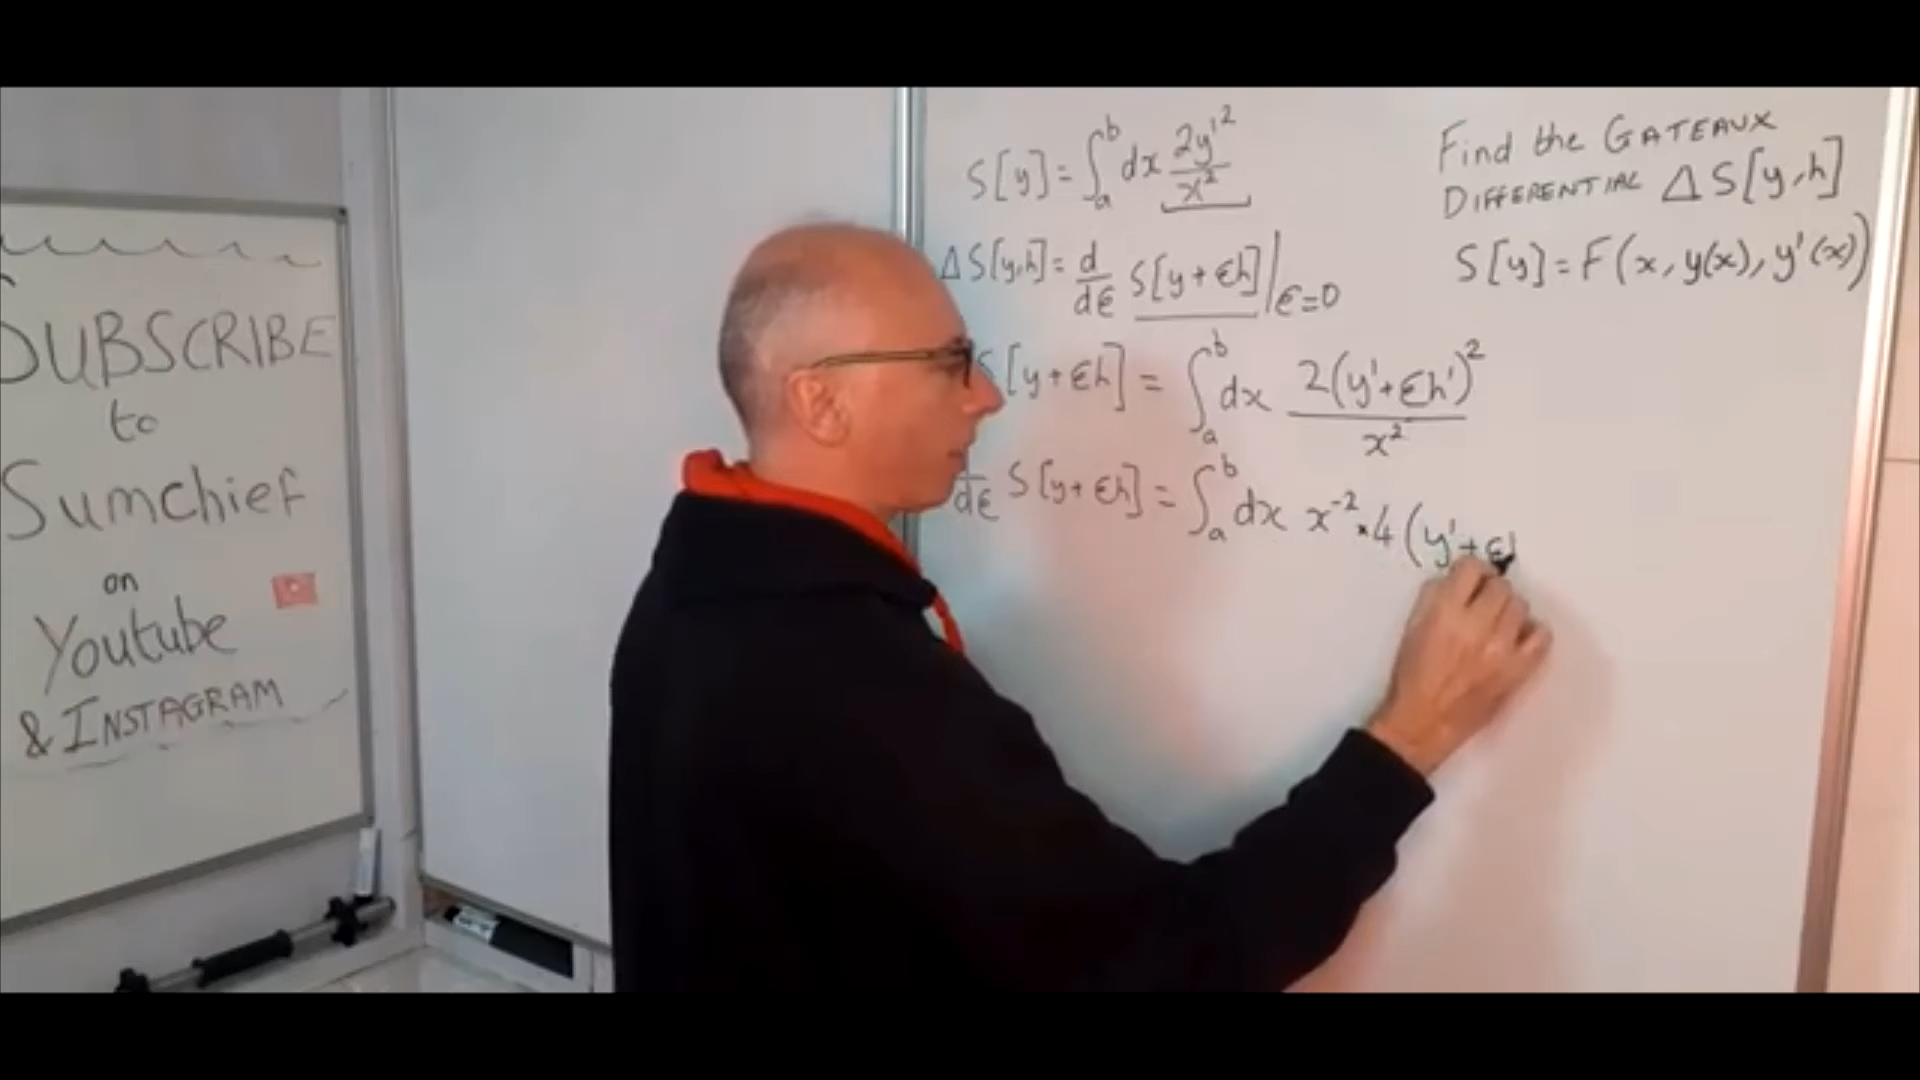 SUBSCRIBE
to
Sumchief
on
Youtube
& INSTAGRAM
S[y] = ∫ₐᵇ dx 2y'²/x²
ΔS[y,h] = d/dϵ S[y+ϵh]|ϵ=0
S[y+ϵh] = ∫ₐᵇ dx 2(y'+ϵh')²/x²
dϵ S[y+ϵh] = ∫ₐᵇ dx x⁻².4(y'+ϵ
Find the GATEAUX
DIFFERENTIAL ΔS[y,h]
S[y] = F(x, y(x), y'(x))